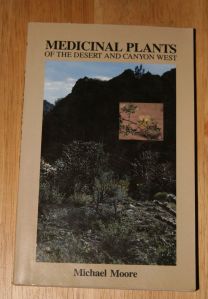 MEDICINAL PLANTS
OF THE DESERT AND CANYON WEST
Michael Moore